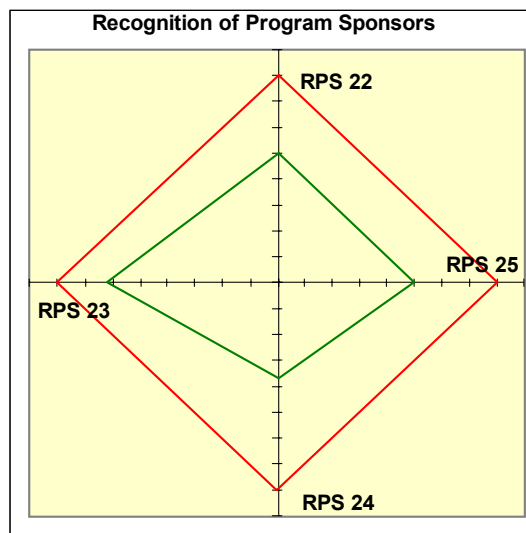 Recognition of Program Sponsors
RPS 22
RPS 25
RPS 23
RPS 24